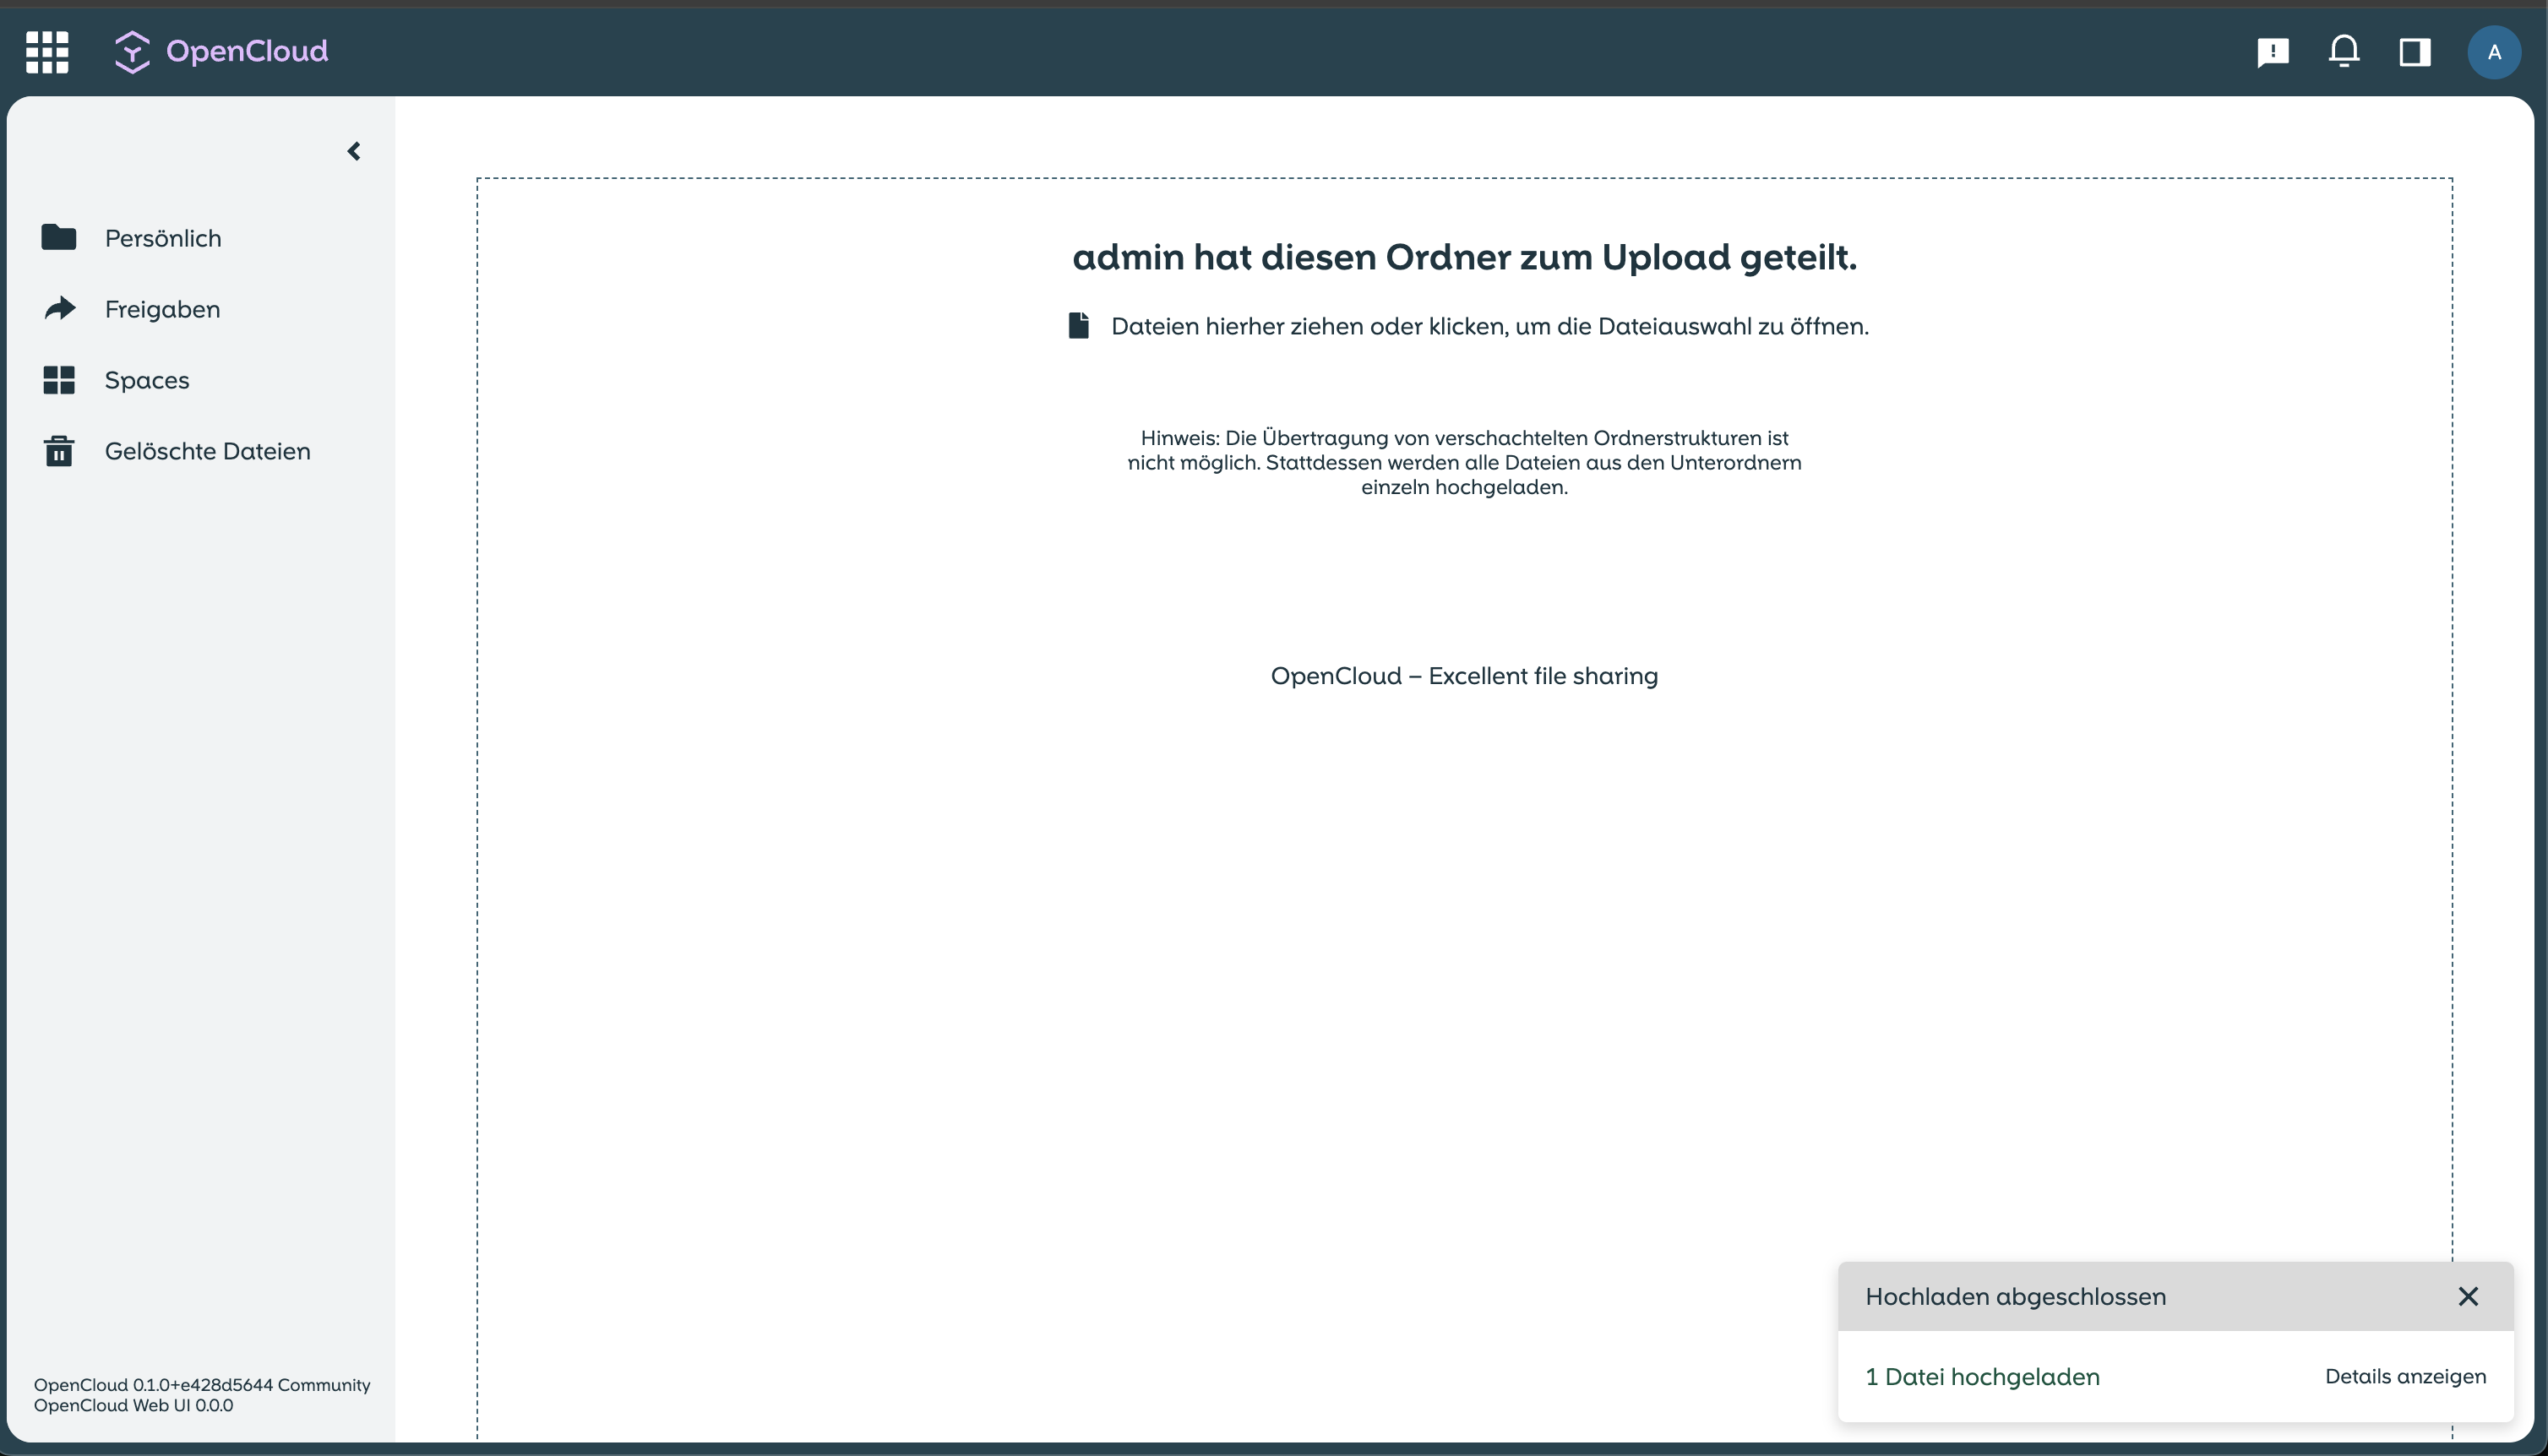 OpenCloud
A
Persönlich
Freigaben
Spaces
Gelöschte Dateien
admin hat diesen Ordner zum Upload geteilt.
Dateien hierher ziehen oder klicken, um die Dateiauswahl zu öffnen.
Hinweis: Die Übertragung von verschachtelten Ordnerstrukturen ist
nicht möglich. Stattdessen werden alle Dateien aus den Unterordnern
einzeln hochgeladen.
OpenCloud – Excellent file sharing
Hochladen abgeschlossen
1 Datei hochgeladen
Details anzeigen
OpenCloud 0.1.0+e428d5644 Community
OpenCloud Web UI 0.0.0